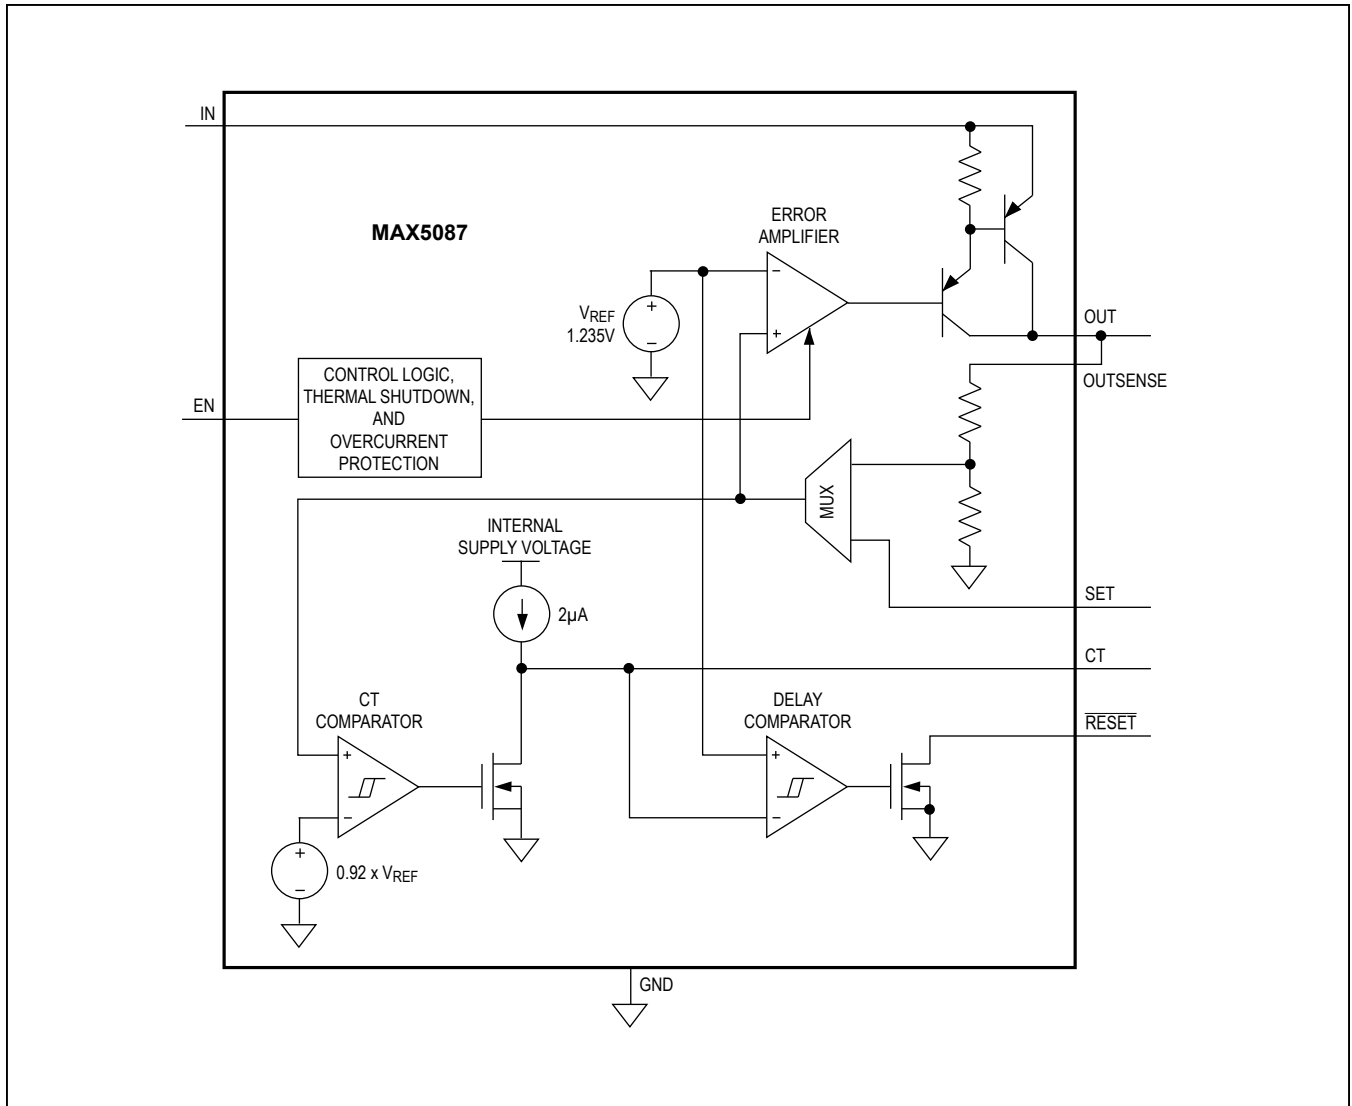 IN
MAX5087
ERROR
AMPLIFIER
−
+
VREF
1.235V
+
−
OUT
OUTSENSE
EN
CONTROL LOGIC,
THERMAL SHUTDOWN,
AND
OVERCURRENT
PROTECTION
MUX
INTERNAL
SUPPLY VOLTAGE
2µA
SET
CT
CT
COMPARATOR
+
−
DELAY
COMPARATOR
+
−
RESET
+
−
0.92 x VREF
GND